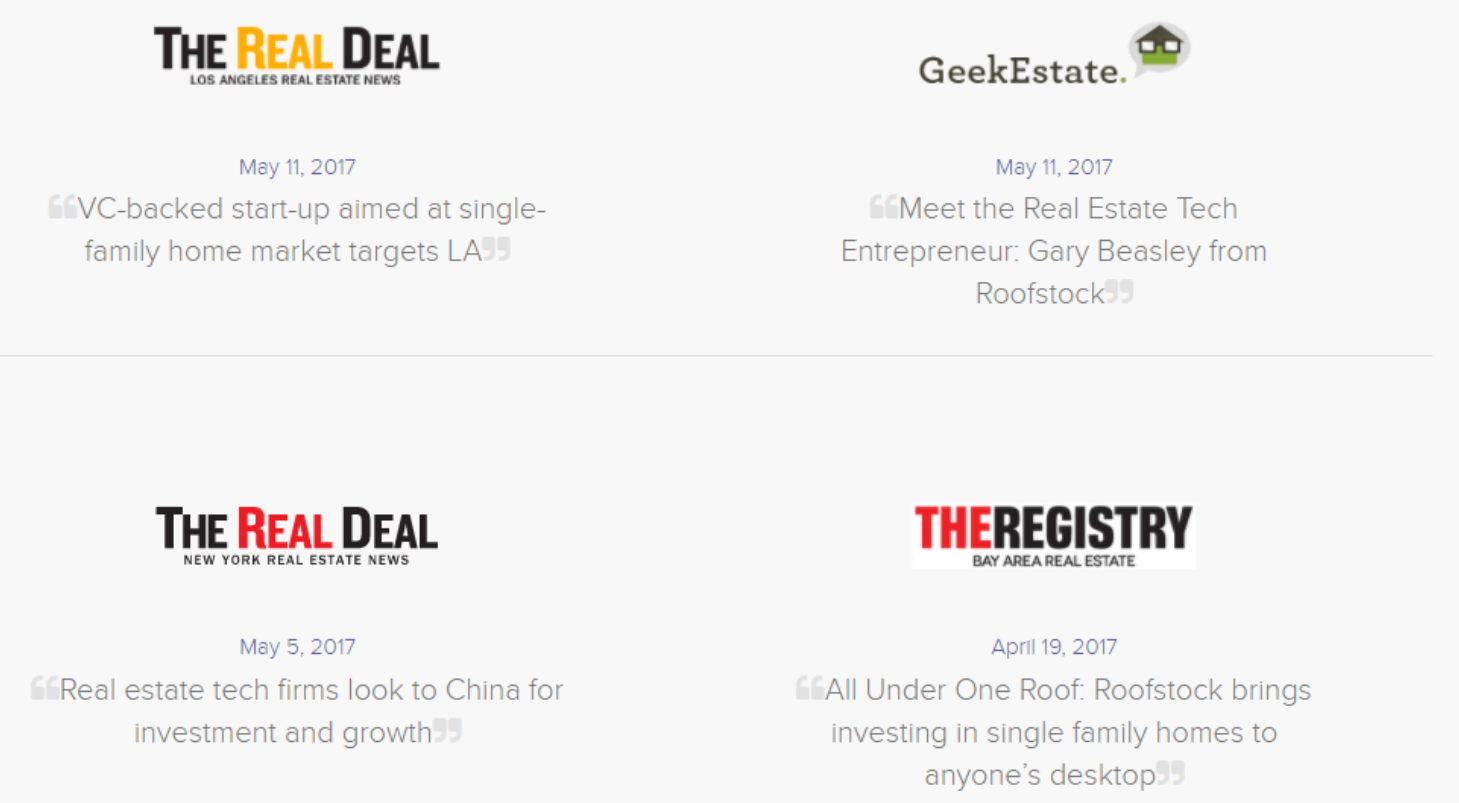 THE REAL DEAL
LOS ANGELES REAL ESTATE NEWS
May 11, 2017
“VC-backed start-up aimed at single-
family home market targets LA”
GeekEstate.
May 11, 2017
“Meet the Real Estate Tech
Entrepreneur: Gary Beasley from
Roofstock”
THE REAL DEAL
NEW YORK REAL ESTATE NEWS
May 5, 2017
“Real estate tech firms look to China for
investment and growth”
THEREGISTRY
BAY AREA REAL ESTATE
April 19, 2017
“All Under One Roof: Roofstock brings
investing in single family homes to
anyone’s desktop”